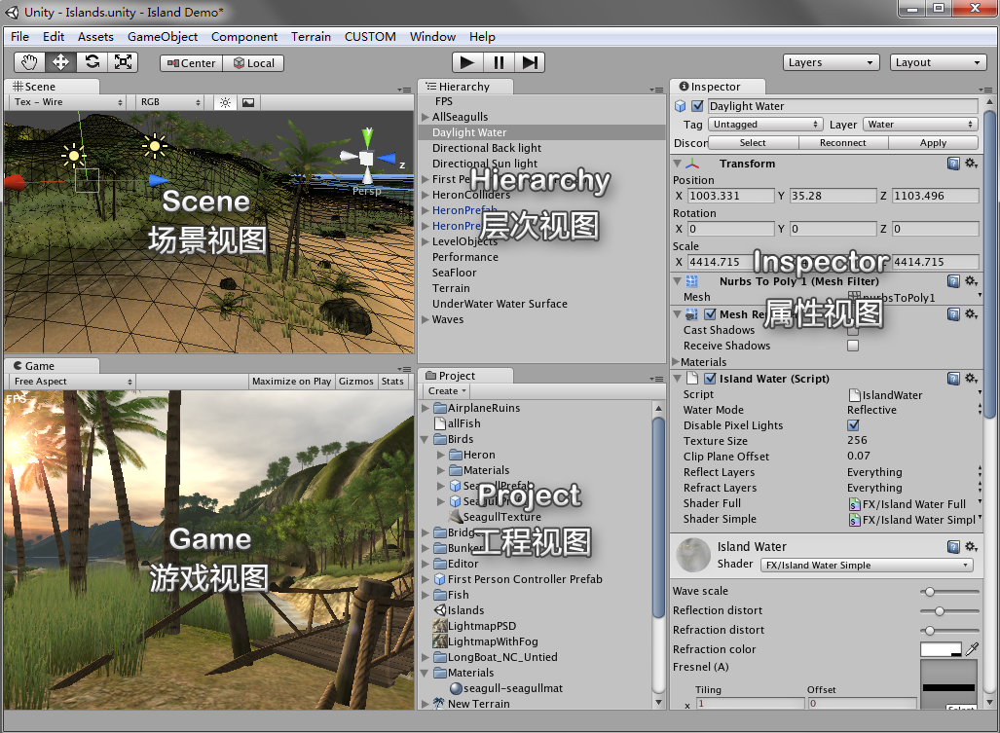 Unity - Islands.unity - Island Demo*
File Edit Assets GameObject Component Terrain CUSTOM Window Help
Center Local Layers Layout
Scene
Tex - Wire RGB
y
z
Persp
Scene
场景视图
Game
Free Aspect Maximize on Play Gizmos Stats
FPS
Game
游戏视图
Hierarchy
FPS
AllSeagulls
Daylight Water
Directional Back light
Directional Sun light
First Pe
HeronColliders
HeronPrefab
HeronPre
LevelObjects
Performance
SeaFloor
Terrain
UnderWater Water Surface
Waves
Hierarchy
层次视图
Project
Create
AirplaneRuins
allFish
Birds
Heron
Materials
SeagullPrefab
Seagull
SeagullTexture
Bridge
Bunker
Editor
First Person Controller Prefab
Fish
Islands
LightmapPSD
LightmapWithFog
LongBoat_NC_Untied
Materials
seagull-seagullmat
New Terrain
Project
工程视图
Inspector
Daylight Water
Tag Untagged Layer Water
Discon Select Reconnect Apply
Transform
Position
X 1003.331 Y 35.28 Z 1103.496
Rotation
X 0 Y 0 Z 0
Scale
X 4414.715 4414.715
Nurbs To Poly 1 (Mesh Filter)
Mesh nurbsToPoly1
Mesh Re
Cast Shadows
Receive Shadows
Materials
Inspector
属性视图
Island Water (Script)
Script IslandWater
Water Mode Reflective
Disable Pixel Lights
Texture Size 256
Clip Plane Offset 0.07
Reflect Layers Everything
Refract Layers Everything
Shader Full FX/Island Water Full
Shader Simple FX/Island Water Simpl
Island Water
Shader FX/Island Water Simple
Wave scale
Reflection distort
Refraction distort
Refraction color
Fresnel (A)
Tiling Offset
x 1 0
Select